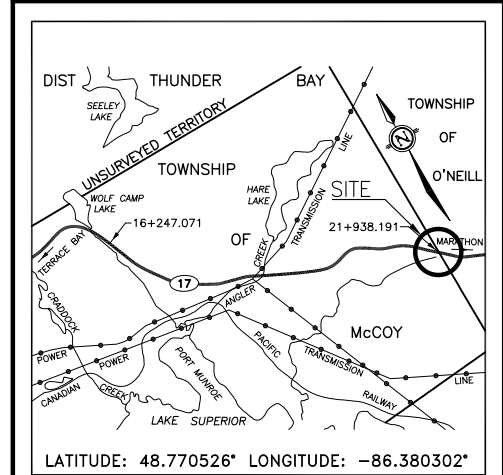 DIST THUNDER BAY
SEELEY
LAKE
UNSURVEYED TERRITORY
TOWNSHIP
OF
O'NEILL
N
TOWNSHIP
OF
McCOY
WOLF CAMP
LAKE
16+247.071
HARE
LAKE
TRANSMISSION LINE
SITE
21+938.191
MARATHON
TERRACE BAY
17
CREEK
ANGLER
CRADDOCK
CREEK
POWER
POWER
CANADIAN
PACIFIC
RAILWAY
PORT MUNROE
TRANSMISSION
LINE
LAKE SUPERIOR
LATITUDE: 48.770526° LONGITUDE: -86.380302°